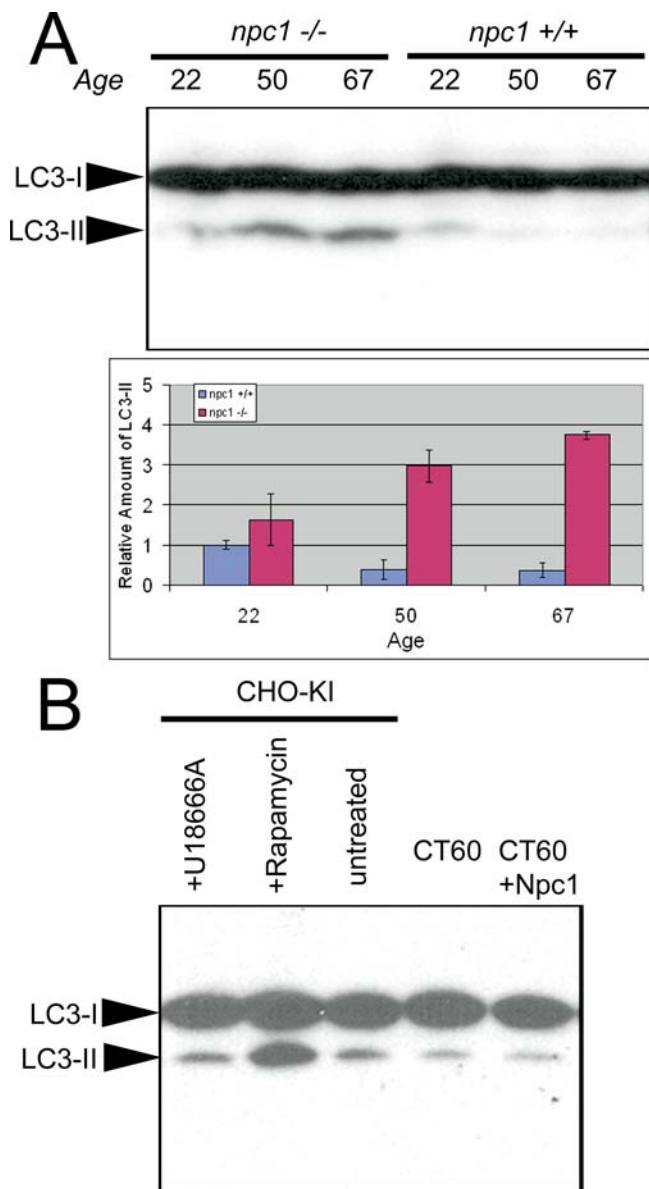 A
npc1 -/- npc1 +/+
Age 22 50 67 22 50 67
LC3-I
LC3-II
5
4
3
2
1
0
npc1 +/+
npc1 -/-
Relative Amount of LC3-II
22 50 67
Age
B
CHO-KI
+U18666A
+Rapamycin
untreated
CT60
CT60
+Npc1
LC3-I
LC3-II